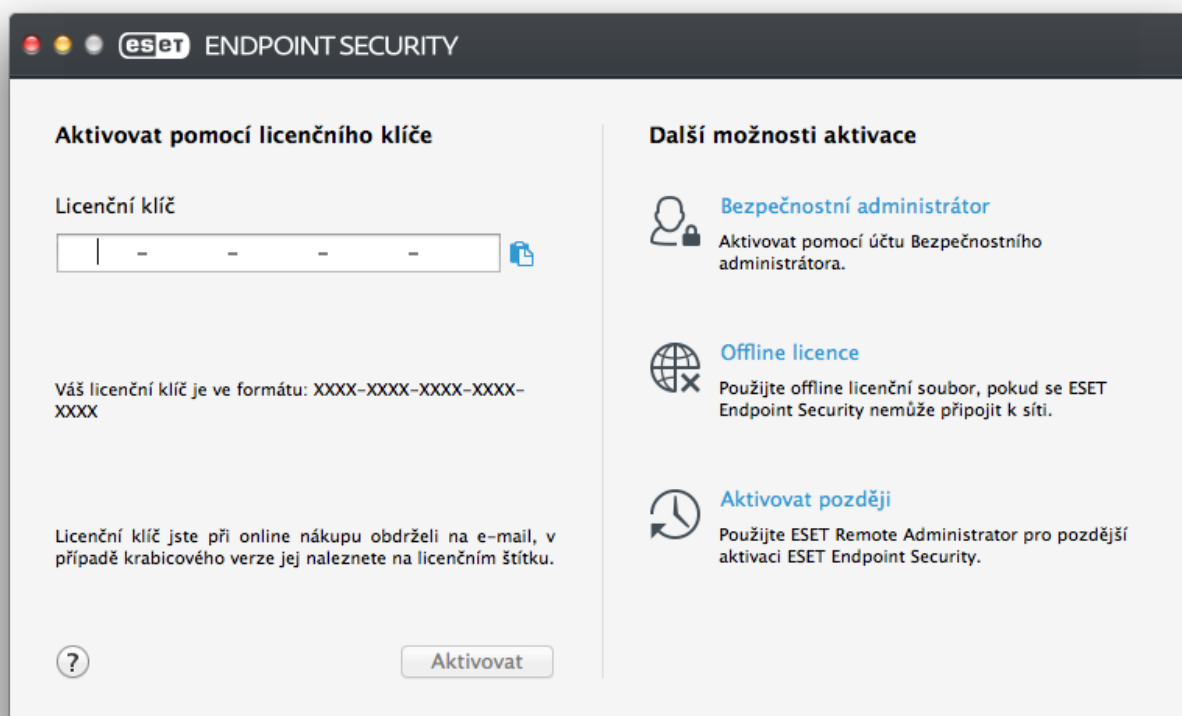 eset ENDPOINT SECURITY
Aktivovat pomocí licenčního klíče
Licenční klíč
- - - -
Váš licenční klíč je ve formátu: XXXX-XXXX-XXXX-XXXX-
XXXX
Licenční klíč jste při online nákupu obdrželi na e-mail, v
případě krabicového verze jej naleznete na licenčním štítku.
?
Aktivovat
Další možnosti aktivace
Bezpečnostní administrátor
Aktivovat pomocí účtu Bezpečnostního
administrátora.
Offline licence
Použijte offline licenční soubor, pokud se ESET
Endpoint Security nemůže připojit k síti.
Aktivovat později
Použijte ESET Remote Administrator pro pozdější
aktivaci ESET Endpoint Security.